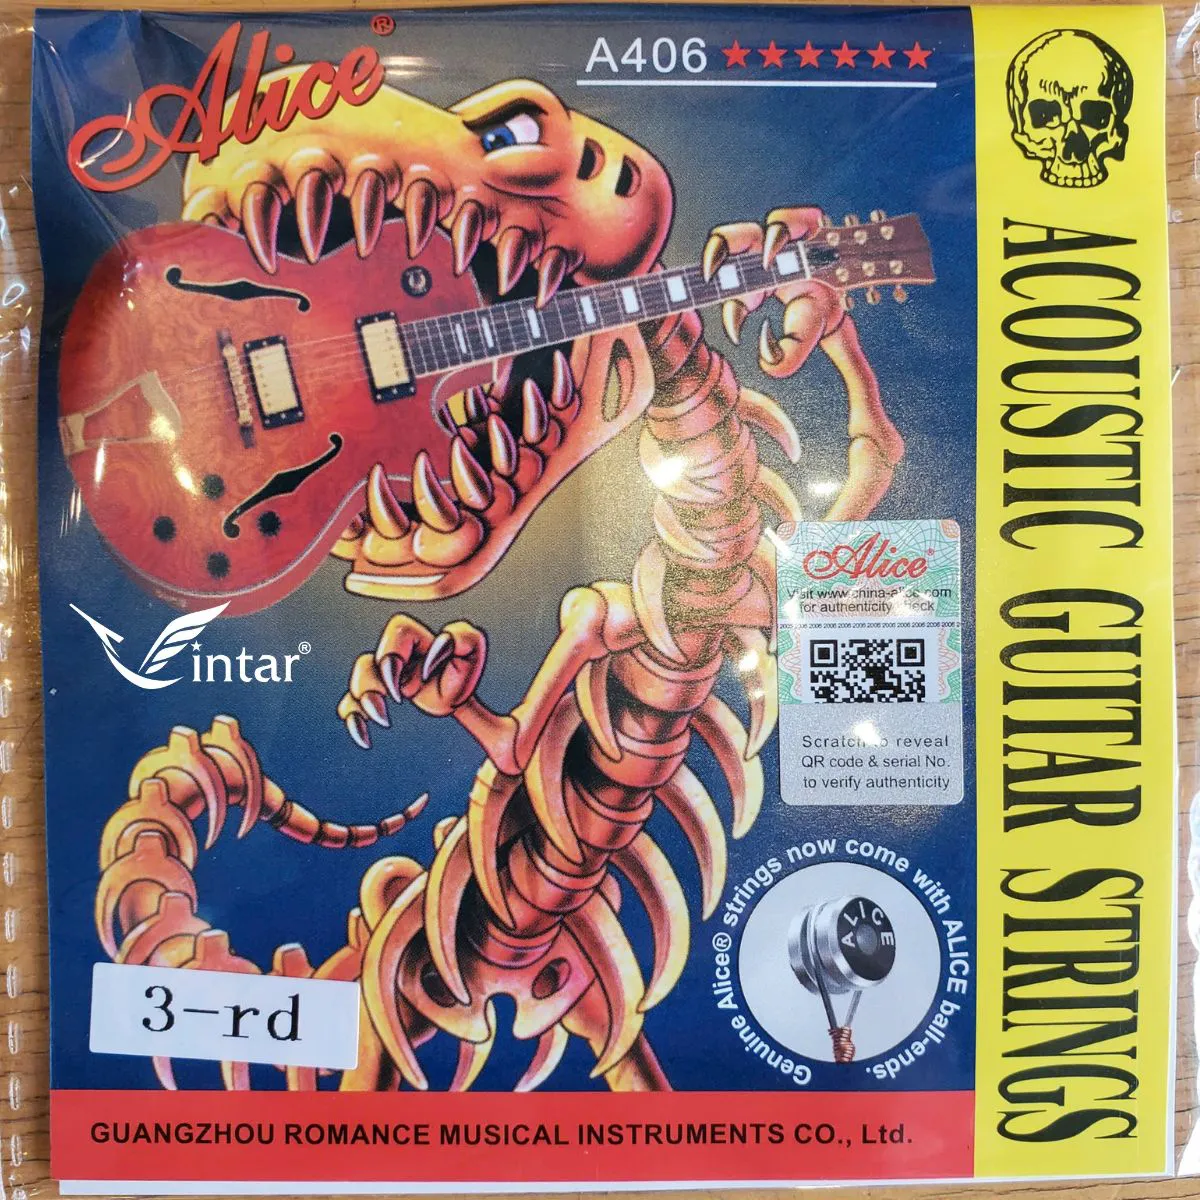 Alice®
A406 ★★★★★★
ACOUSTIC GUITAR STRINGS
Alice®
Visit www.china-alice.com
for authenticity check
Scratch to reveal
QR code & serial No.
to verify authenticity
Vintar®
Genuine Alice® strings now come with ALICE ball-ends.
ALICE
3-rd
GUANGZHOU ROMANCE MUSICAL INSTRUMENTS CO., Ltd.